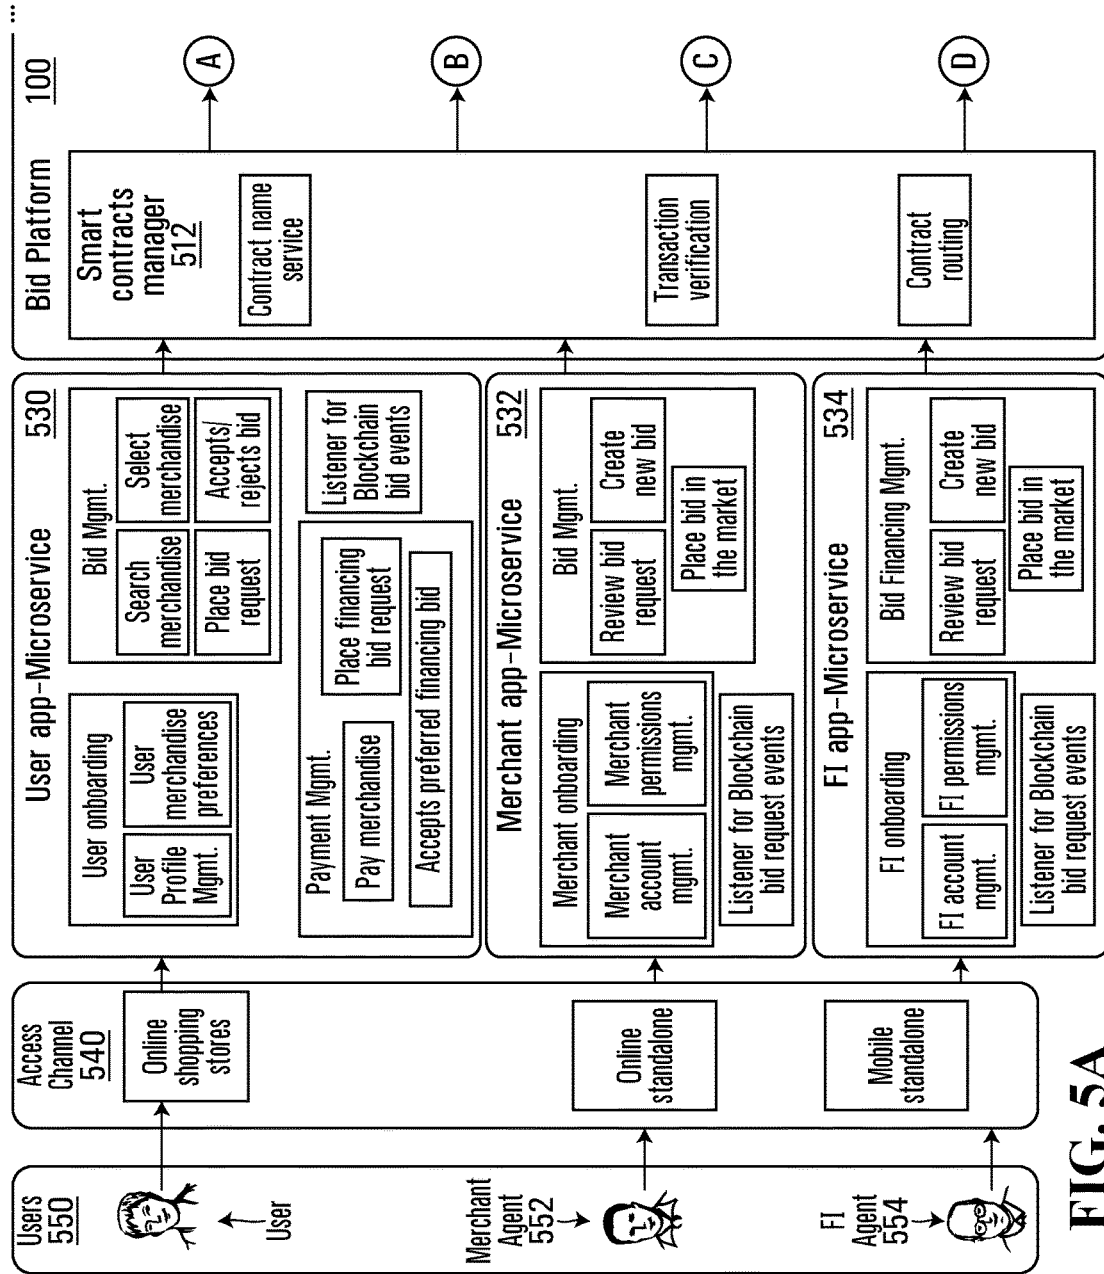 Users
550
User
Merchant
Agent
552
FI
Agent
554
Access
Channel
540
Online
shopping
stores
Online
standalone
Mobile
standalone
User app-Microservice 530
User onboarding
User
Profile
Mgmt.
User
merchandise
preferences
Bid Mgmt.
Search
merchandise
Select
merchandise
Place bid
request
Accepts/
rejects bid
Payment Mgmt.
Pay merchandise
Place financing
bid request
Accepts preferred financing bid
Listener for
Blockchain
bid events
Merchant app-Microservice 532
Merchant onboarding
Merchant
account
mgmt.
Merchant
permissions
mgmt.
Listener for Blockchain
bid request events
Bid Mgmt.
Review bid
request
Create
new bid
Place bid in
the market
FI app-Microservice 534
FI onboarding
FI account
mgmt.
FI permissions
mgmt.
Listener for Blockchain
bid request events
Bid Financing Mgmt.
Review bid
request
Create
new bid
Place bid in
the market
Bid Platform 100
...
Smart
contracts
manager
512
Contract name
service
Transaction
verification
Contract
routing
A
B
C
D
FIG. 5A